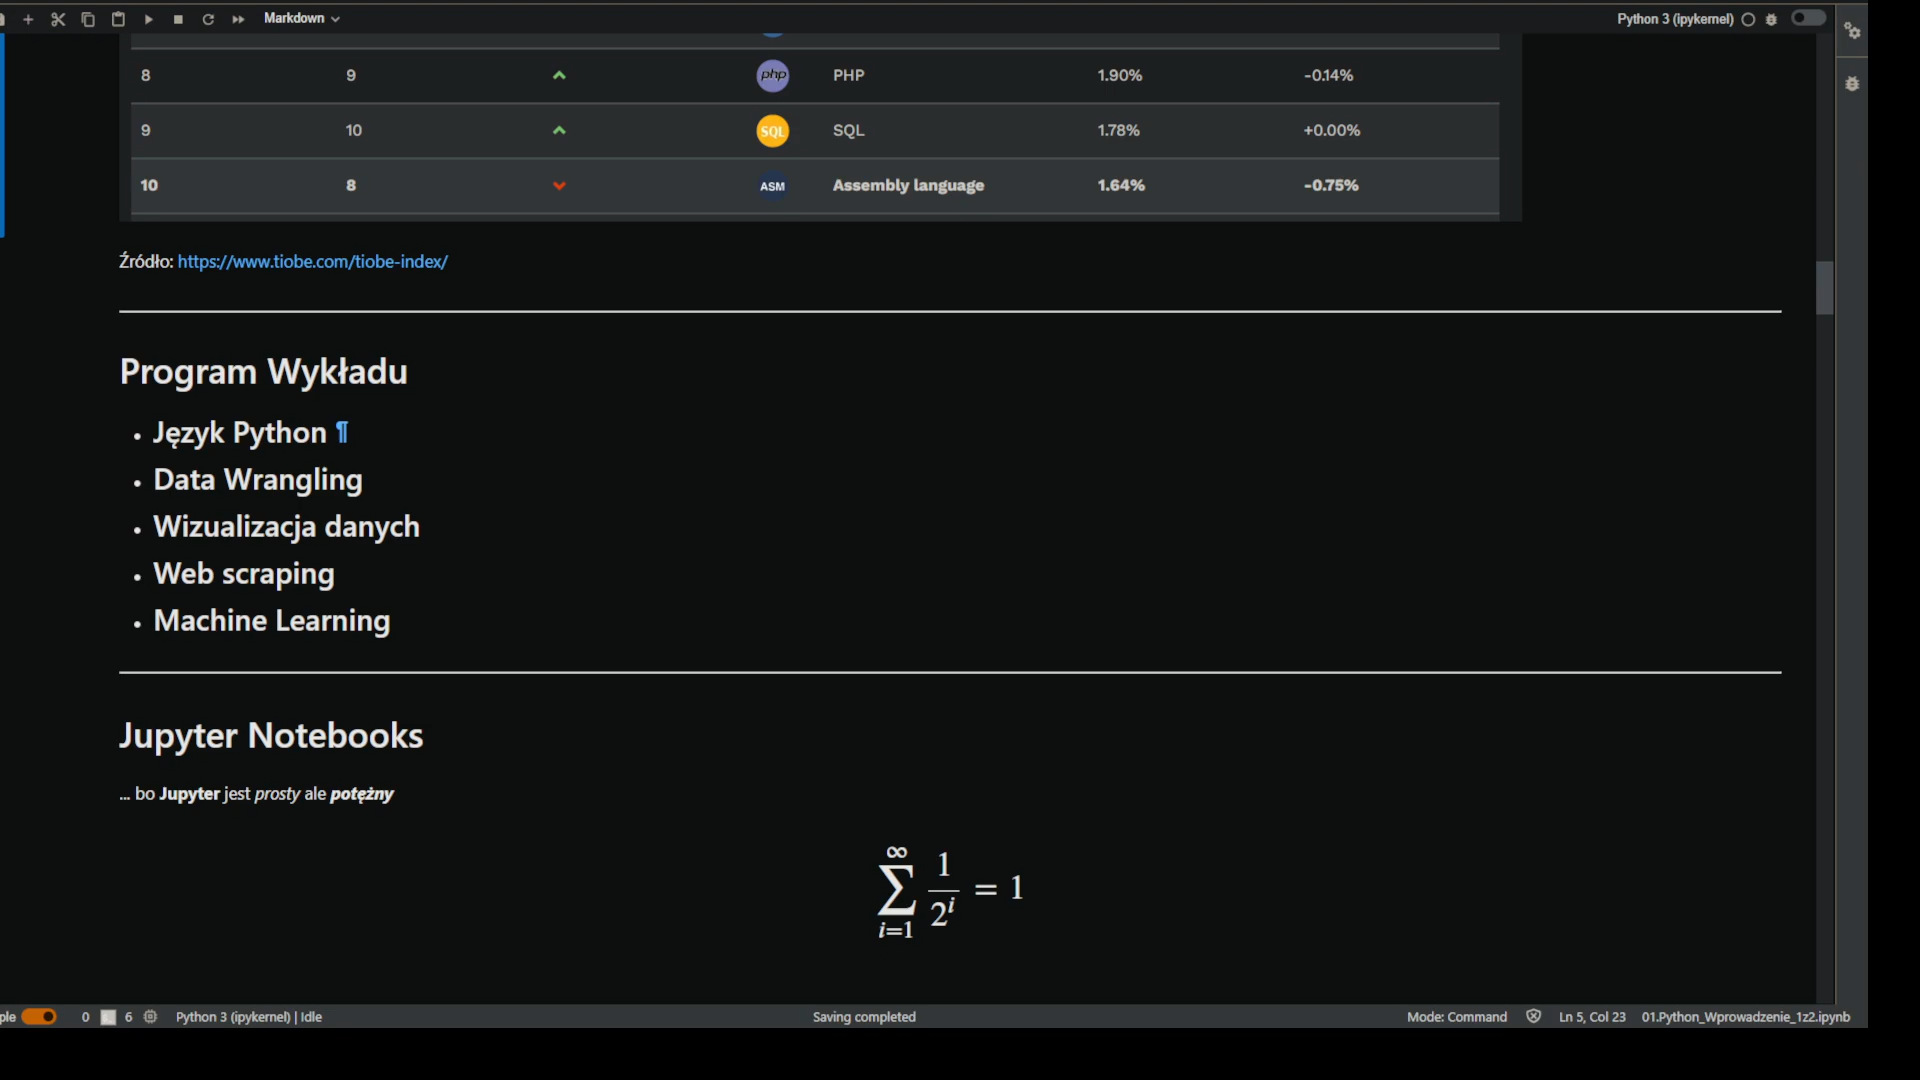 Markdown
Python 3 (ipykernel)
8 9 php PHP 1.90% -0.14%
9 10 SQL SQL 1.78% +0.00%
10 8 ASM Assembly language 1.64% -0.75%
Źródło: https://www.tiobe.com/tiobe-index/
Program Wykładu
• Język Python ¶
• Data Wrangling
• Wizualizacja danych
• Web scraping
• Machine Learning
Jupyter Notebooks
... bo Jupyter jest prosty ale potężny
∞
∑ 1/2^i = 1
i=1
ple 0 6 Python 3 (ipykernel) | Idle Saving completed Mode: Command Ln 5, Col 23 01.Python_Wprowadzenie_1z2.ipynb